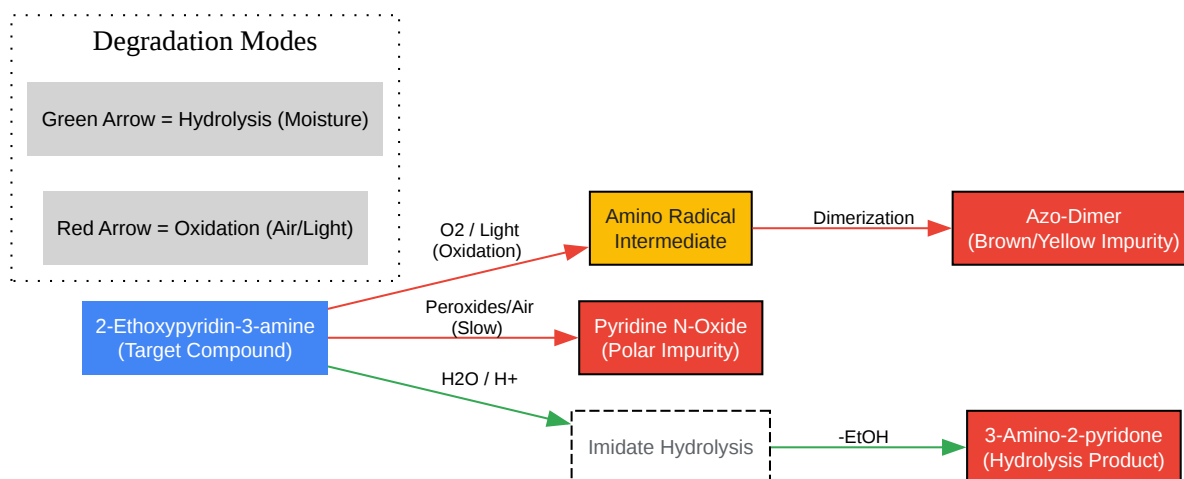 Degradation Modes
Green Arrow = Hydrolysis (Moisture)
Red Arrow = Oxidation (Air/Light)
2-Ethoxypyridin-3-amine
(Target Compound)
O2 / Light
(Oxidation)
Amino Radical
Intermediate
Dimerization
Azo-Dimer
(Brown/Yellow Impurity)
Peroxides/Air
(Slow)
Pyridine N-Oxide
(Polar Impurity)
H2O / H+
Imidate Hydrolysis
-EtOH
3-Amino-2-pyridone
(Hydrolysis Product)